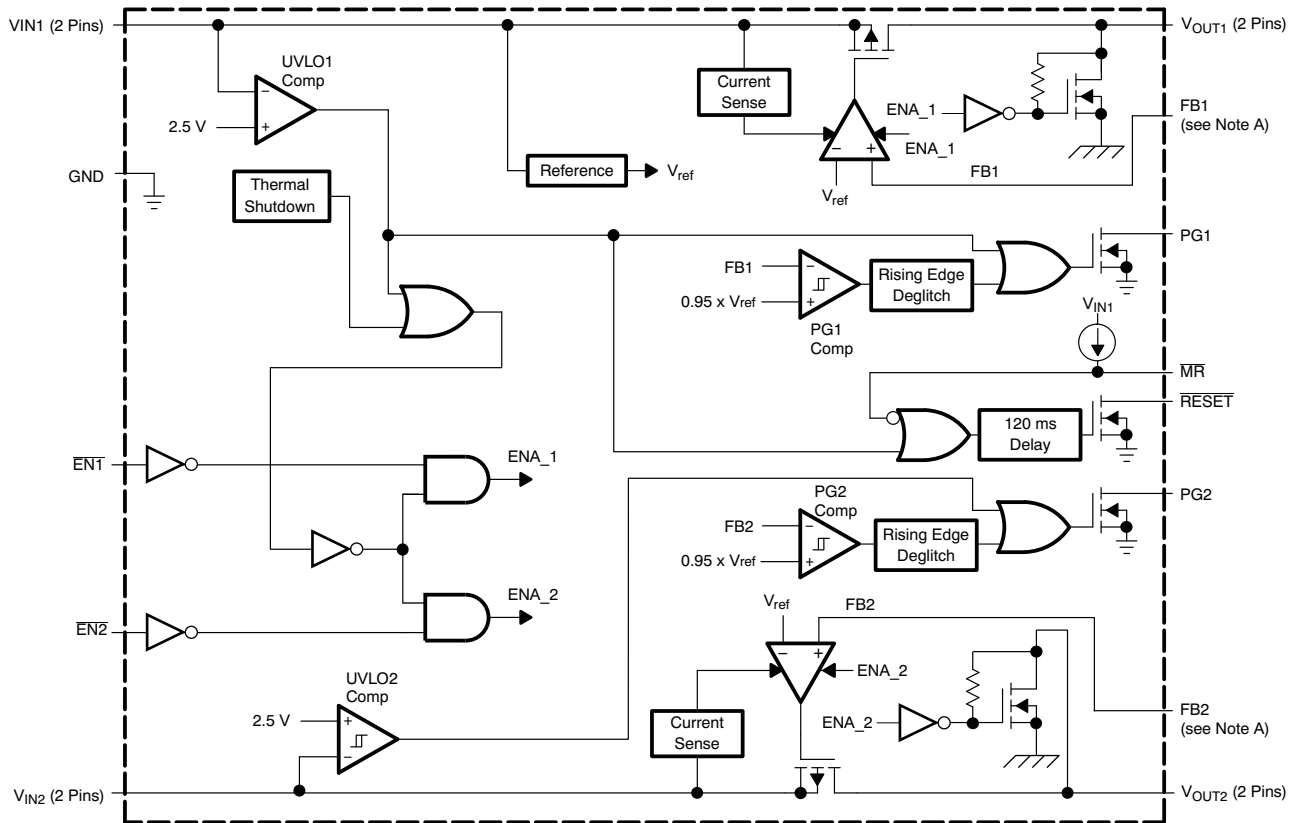 VIN1 (2 Pins)
VOUT1 (2 Pins)
UVLO1
Comp
−
2.5 V
+
Current
Sense
ENA_1
ENA_1
FB1
(see Note A)
− +
GND
Reference
Vref
Vref
FB1
Thermal
Shutdown
PG1
FB1
−
Rising Edge
Deglitch
0.95 x Vref
+
PG1
Comp
VIN1
MR
RESET
120 ms
Delay
EN1
ENA_1
PG2
Comp
PG2
FB2
−
Rising Edge
Deglitch
0.95 x Vref
+
ENA_2
Vref
FB2
EN2
− +
ENA_2
UVLO2
Comp
2.5 V
+
−
Current
Sense
ENA_2
FB2
(see Note A)
VIN2 (2 Pins)
VOUT2 (2 Pins)